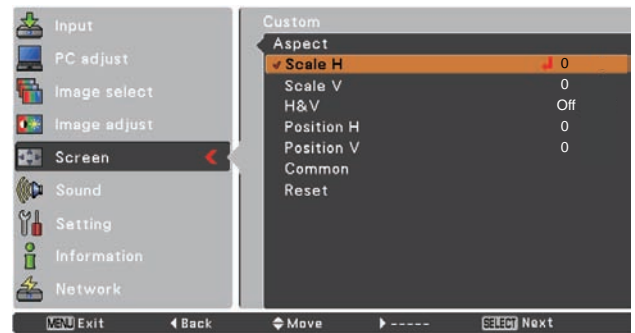 Input
PC adjust
Image select
Image adjust
Screen
Sound
Setting
Information
Network
Custom
Aspect
Scale H 0
Scale V 0
H&V Off
Position H 0
Position V 0
Common
Reset
MENU Exit Back Move ----- SELECT Next